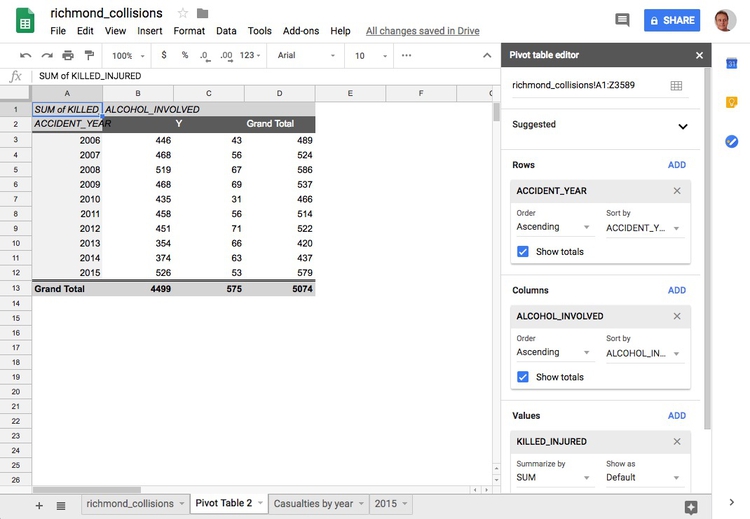 richmond_collisions
File Edit View Insert Format Data Tools Add-ons Help All changes saved in Drive
SHARE
100% $ % .0 .00 123 Arial 10
fx SUM of KILLED_INJURED
A B C D E F
1 SUM of KILLED ALCOHOL_INVOLVED
2 ACCIDENT_YEAR Y Grand Total
3 2006 446 43 489
4 2007 468 56 524
5 2008 519 67 586
6 2009 468 69 537
7 2010 435 31 466
8 2011 458 56 514
9 2012 451 71 522
10 2013 354 66 420
11 2014 374 63 437
12 2015 526 53 579
13 Grand Total 4499 575 5074
14
15
16
17
18
19
20
21
22
23
24
25
26
Pivot table editor
richmond_collisions!A1:Z3589
Suggested
Rows ADD
ACCIDENT_YEAR
Order Sort by
Ascending ACCIDENT_Y...
Show totals
Columns ADD
ALCOHOL_INVOLVED
Order Sort by
Ascending ALCOHOL_IN...
Show totals
Values ADD
KILLED_INJURED
Summarize by Show as
SUM Default
31
richmond_collisions Pivot Table 2 Casualties by year 2015